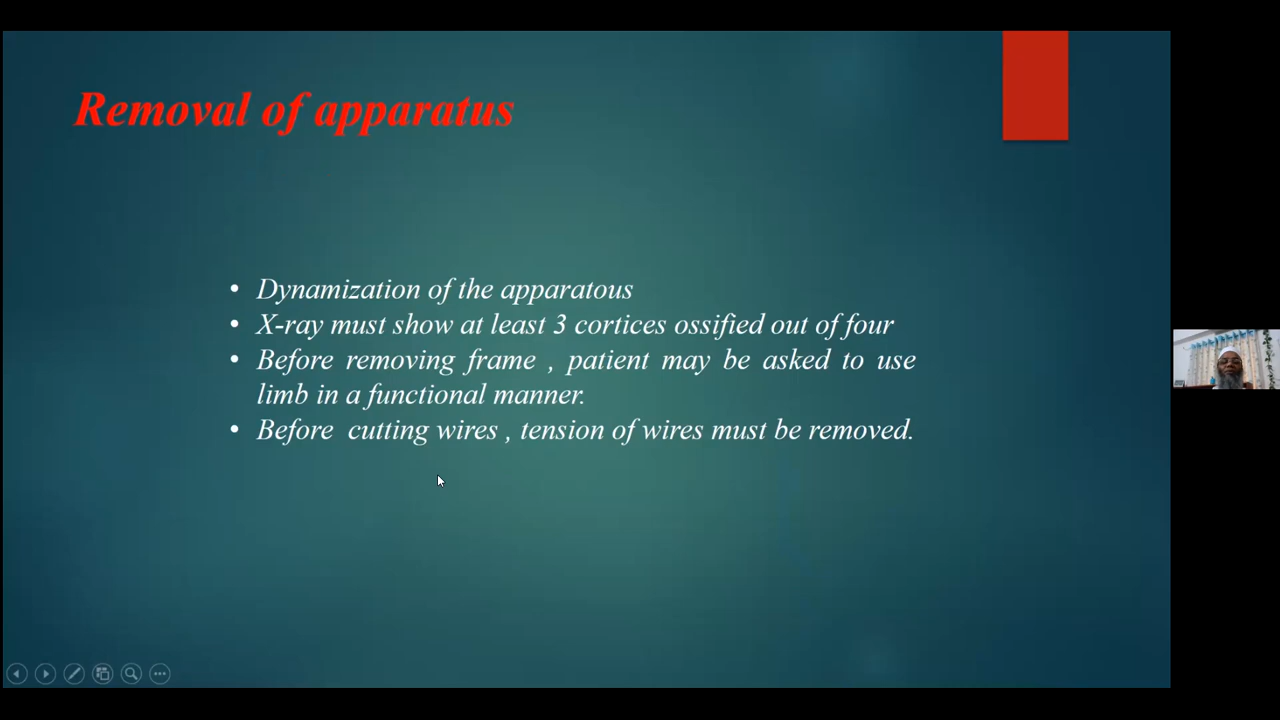 Removal of apparatus
• Dynamization of the apparatous
• X-ray must show at least 3 cortices ossified out of four
• Before removing frame , patient may be asked to use
limb in a functional manner.
• Before cutting wires , tension of wires must be removed.